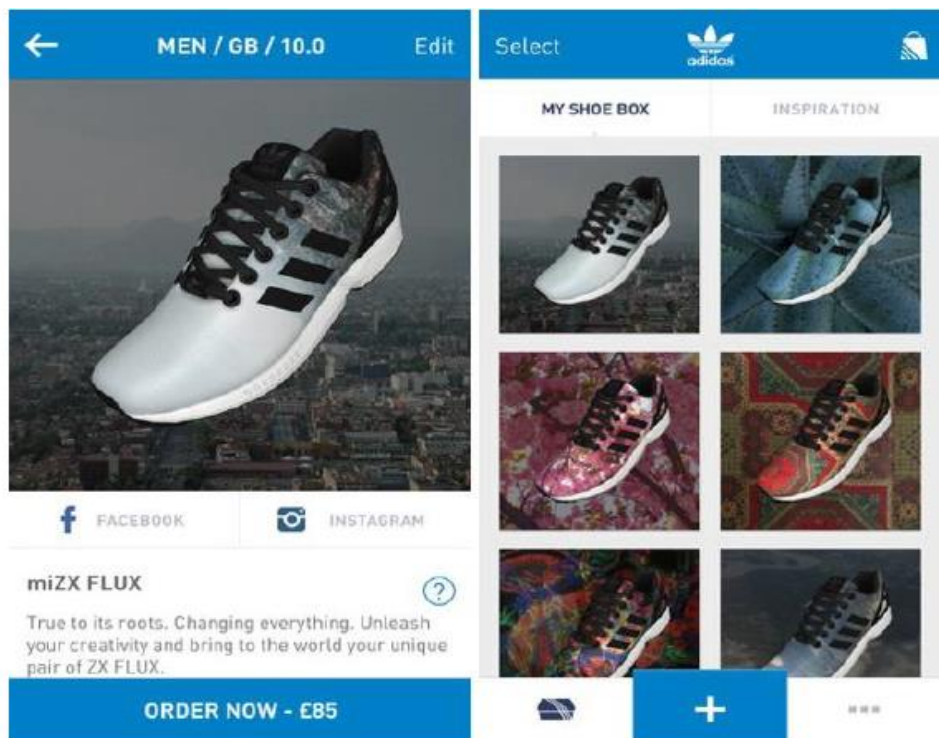 MEN / GB / 10.0
Edit
FACEBOOK
INSTAGRAM
miZX FLUX
?
True to its roots. Changing everything. Unleash
your creativity and bring to the world your unique
pair of ZX FLUX.
ORDER NOW - £85
Select
adidas
MY SHOE BOX
INSPIRATION